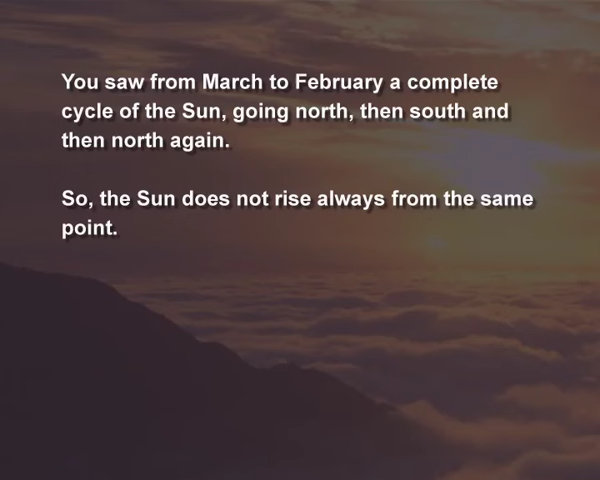 You saw from March to February a complete
cycle of the Sun, going north, then south and
then north again.
So, the Sun does not rise always from the same
point.